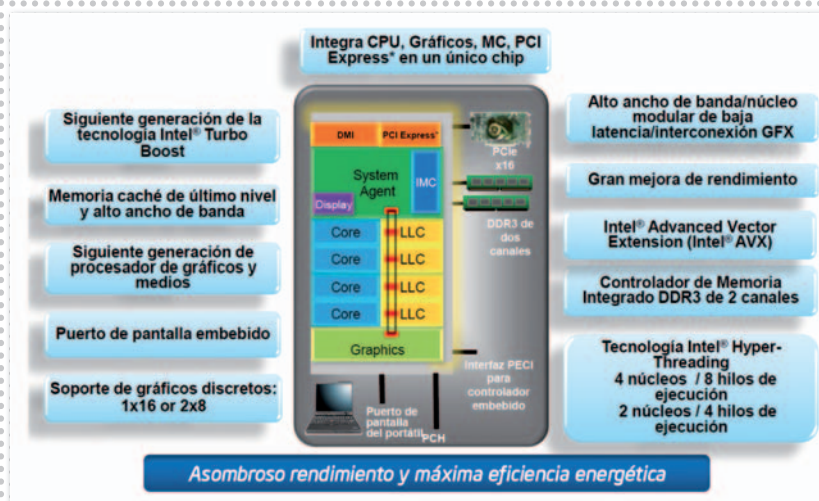 Integra CPU, Gráficos, MC, PCI
Express* en un único chip
Siguiente generación de la
tecnología Intel® Turbo
Boost
Memoria caché de último nivel
y alto ancho de banda
Siguiente generación de
procesador de gráficos y
medios
Puerto de pantalla embebido
Soporte de gráficos discretos:
1x16 or 2x8
DMI
PCI Express*
System
Agent
IMC
Display
Core
LLC
Core
LLC
Core
LLC
Core
LLC
Graphics
PCIe
x16
DDR3 de
dos
canales
Interfaz PECI
para
controlador
embebido
Puerto de
pantalla
del portátil
PCH
Alto ancho de banda/núcleo
modular de baja
latencia/interconexión GFX
Gran mejora de rendimiento
Intel® Advanced Vector
Extension (Intel® AVX)
Controlador de Memoria
Integrado DDR3 de 2 canales
Tecnología Intel® Hyper-
Threading
4 núcleos / 8 hilos de
ejecución
2 núcleos / 4 hilos de
ejecución
Asombroso rendimiento y máxima eficiencia energética